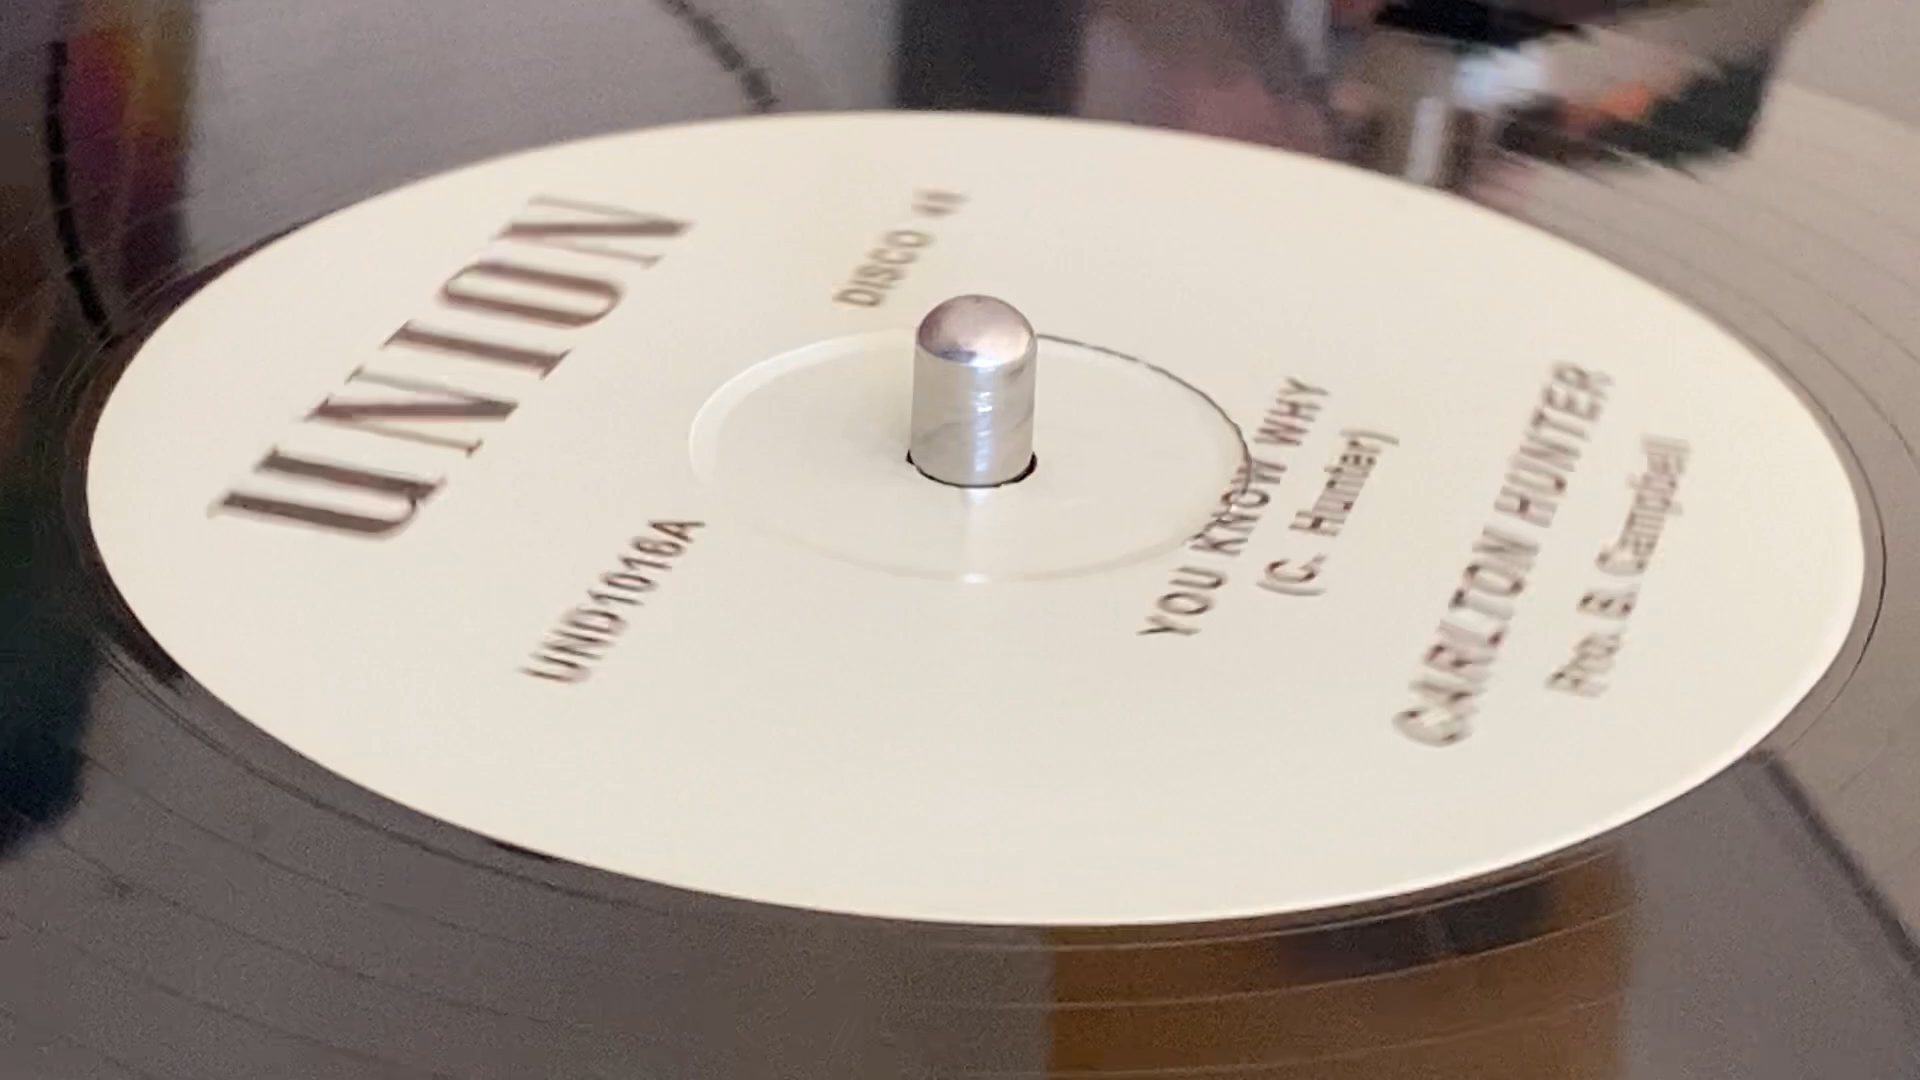 UNION
DISCO 45
UND1016A
YOU KNOW WHY
(C. Hunter)
CARLTON HUNTER
Pro. B. Campbell